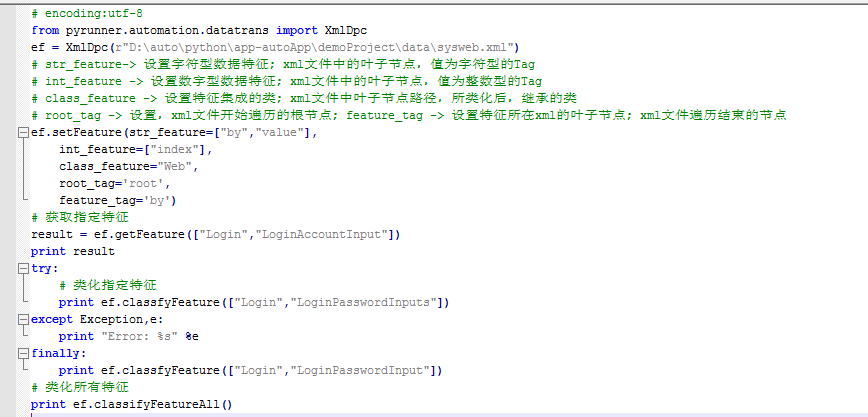 # encoding:utf-8
from pyrunner.automation.datatrans import XmlDpc
ef = XmlDpc(r"D:\auto\python\app-autoApp\demoProject\data\sysweb.xml")
# str_feature-> 设置字符型数据特征; xml文件中的叶子节点，值为字符型的Tag
# int_feature -> 设置数字型数据特征; xml文件中的叶子节点，值为整数型的Tag
# class_feature -> 设置特征集成的类; xml文件中叶子节点路径，所类化后，继承的类
# root_tag -> 设置，xml文件开始遍历的根节点; feature_tag -> 设置特征所在xml的叶子节点; xml文件遍历结束的节点
ef.setFeature(str_feature=["by","value"],
    int_feature=["index"],
    class_feature="Web",
    root_tag='root',
    feature_tag='by')
# 获取指定特征
result = ef.getFeature(["Login","LoginAccountInput"])
print result
try:
    # 类化指定特征
    print ef.classfyFeature(["Login","LoginPasswordInputs"])
except Exception,e:
    print "Error: %s" %e
finally:
    print ef.classfyFeature(["Login","LoginPasswordInput"])
# 类化所有特征
print ef.classifyFeatureAll()